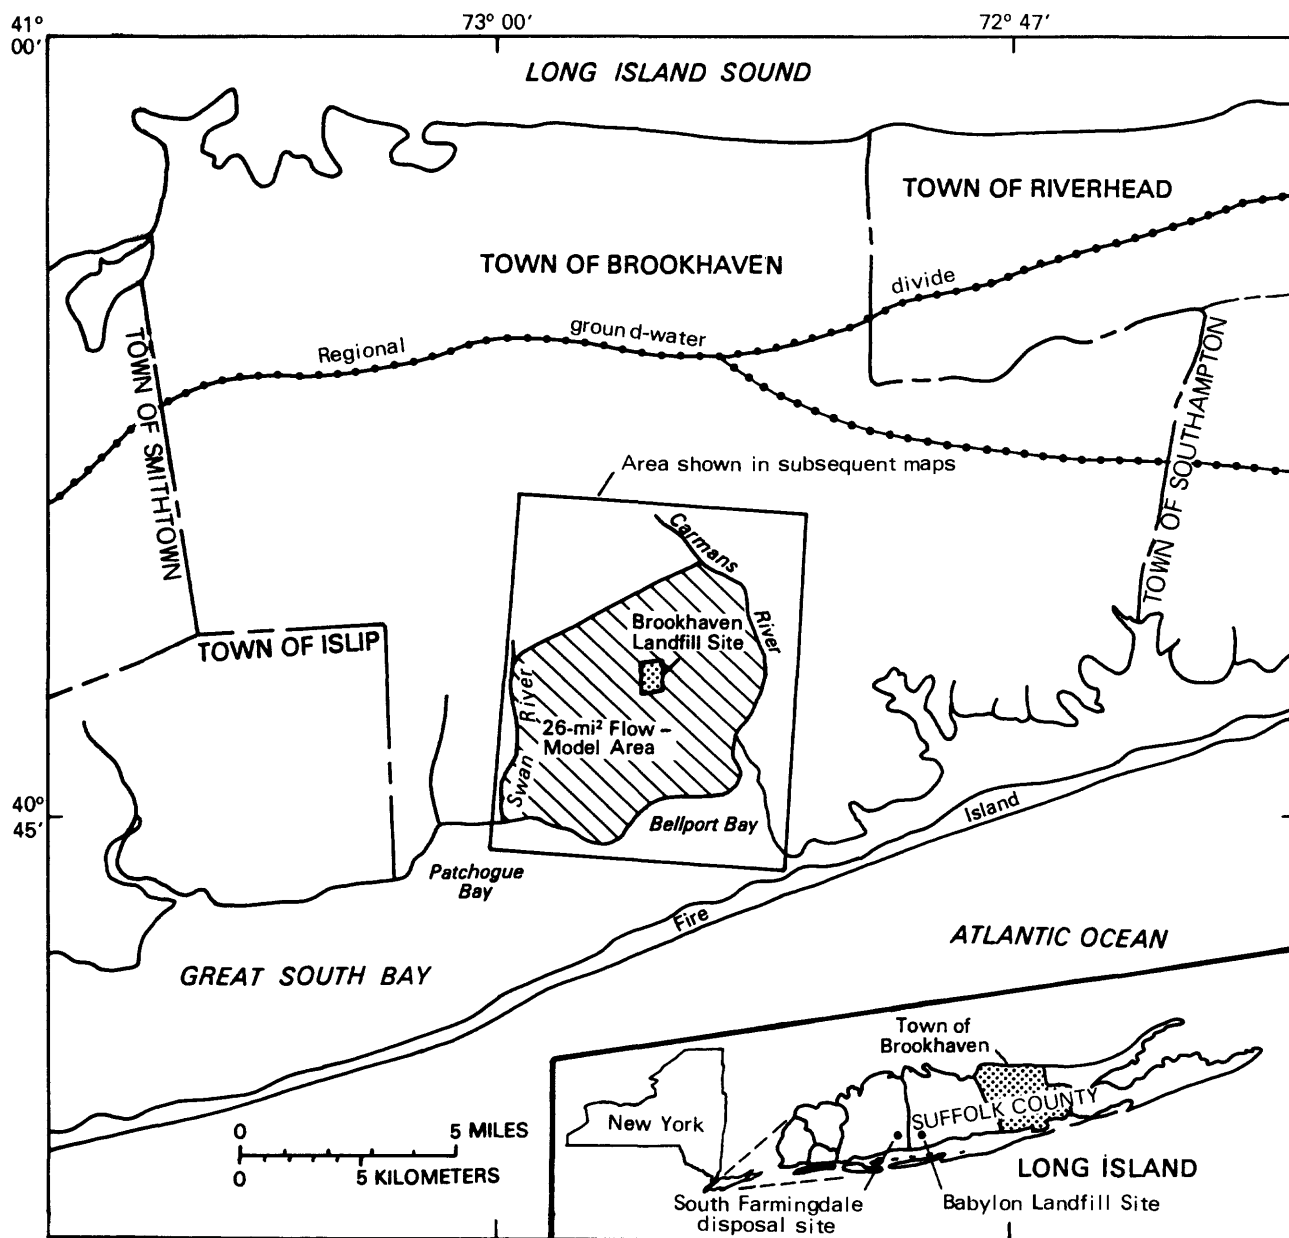 41°
00'
73° 00'
72° 47'
LONG ISLAND SOUND
TOWN OF RIVERHEAD
TOWN OF BROOKHAVEN
divide
ground-water
Regional
TOWN OF SMITHTOWN
TOWN OF SOUTHAMPTON
Area shown in subsequent maps
Carmans
River
Brookhaven
Landfill Site
TOWN OF ISLIP
Swan River
26-mi² Flow –
Model Area
40°
45'
Bellport Bay
Island
Patchogue
Bay
Fire
ATLANTIC OCEAN
GREAT SOUTH BAY
Town of
Brookhaven
New York
SUFFOLK COUNTY
0 5 MILES
0 5 KILOMETERS
LONG ISLAND
South Farmingdale
disposal site
Babylon Landfill Site